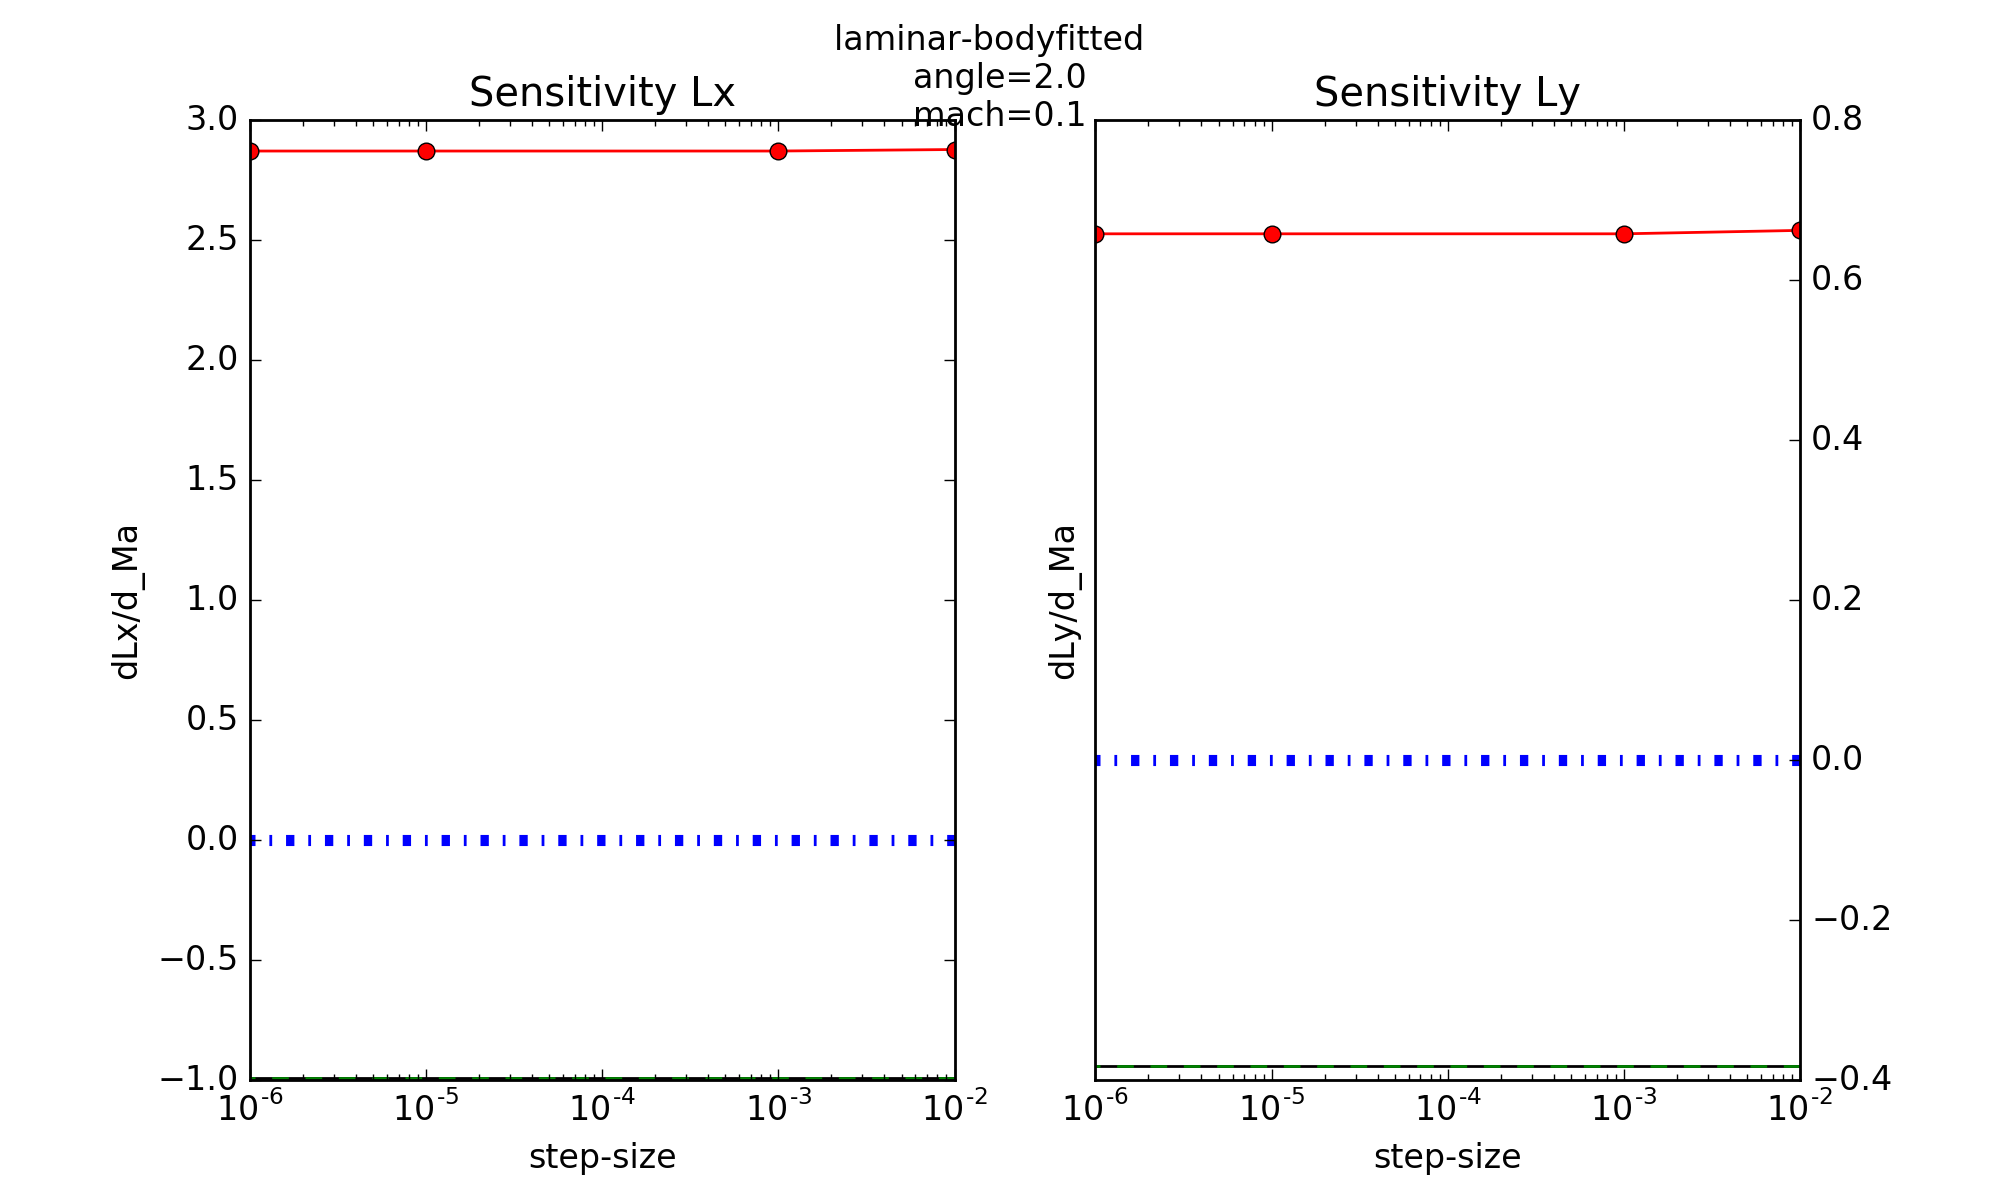 laminar-bodyfitted
angle=2.0
mach=0.1
Sensitivity Lx
3.0
2.5
2.0
1.5
1.0
0.5
0.0
−0.5
−1.0
dLx/d_Ma
10^-6 10^-5 10^-4 10^-3 10^-2
step-size
Sensitivity Ly
dLy/d_Ma
0.8
0.6
0.4
0.2
0.0
−0.2
−0.4
10^-6 10^-5 10^-4 10^-3 10^-2
step-size